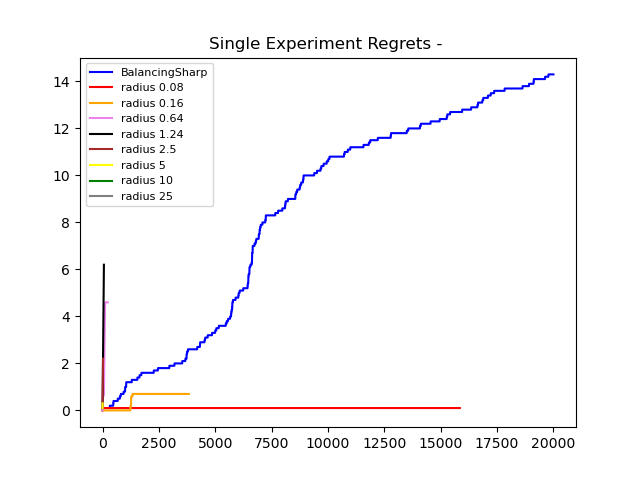 Single Experiment Regrets -
BalancingSharp
radius 0.08
radius 0.16
radius 0.64
radius 1.24
radius 2.5
radius 5
radius 10
radius 25
14
12
10
8
6
4
2
0
0 2500 5000 7500 10000 12500 15000 17500 20000